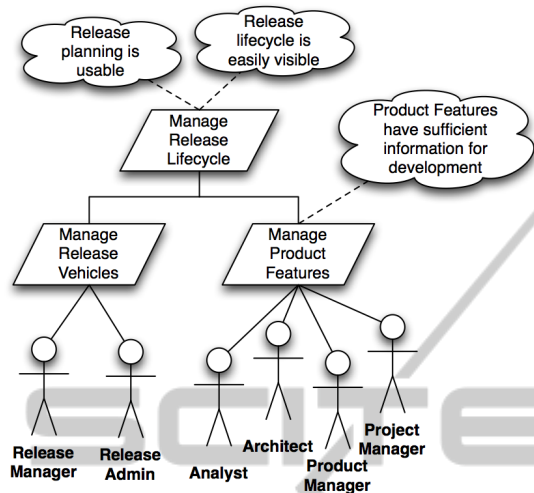 Release
planning is
usable
Release
lifecycle is
easily visible
Manage
Release
Lifecycle
Product Features
have sufficient
information for
development
Manage
Release
Vehicles
Manage
Product
Features
Release
Manager
Release
Admin
Analyst
Architect
Product
Manager
Project
Manager
SCITE